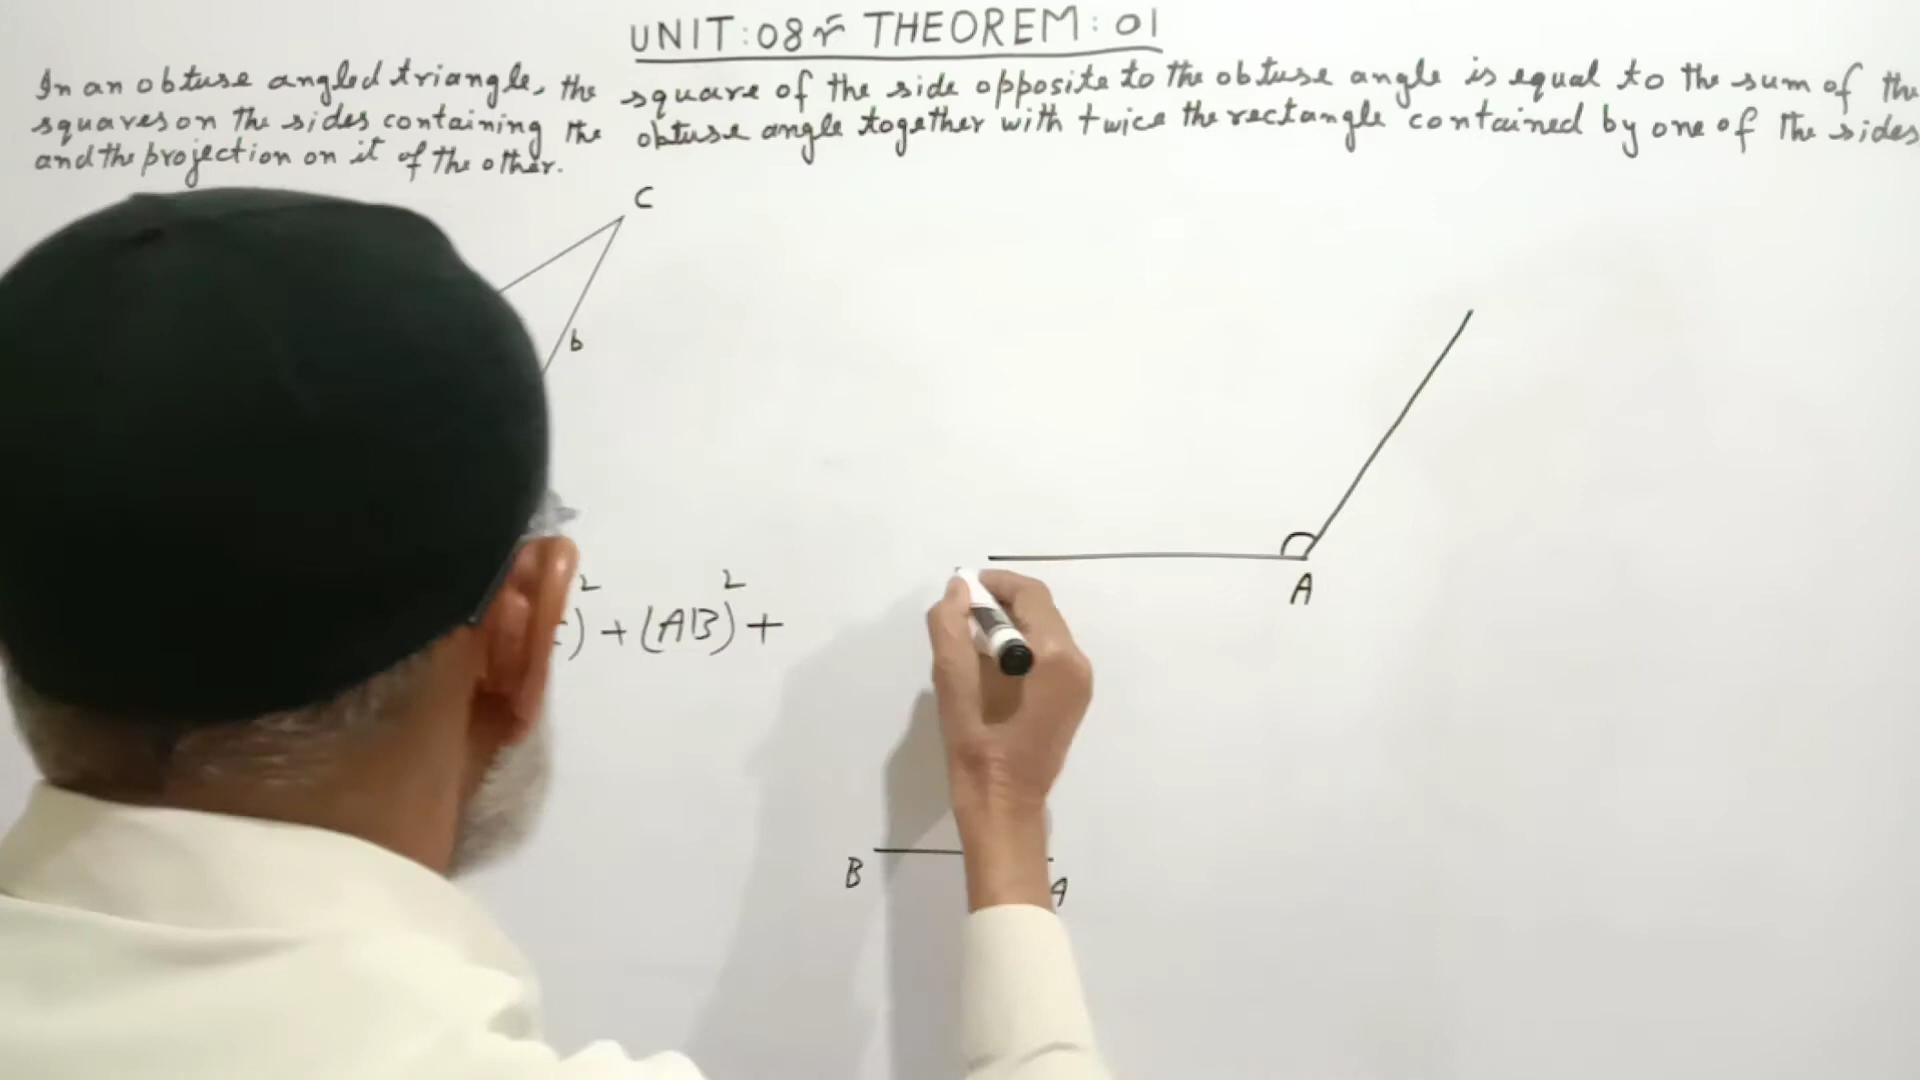 UNIT:08 THEOREM:01
In an obtuse angled triangle, the square of the side opposite to the obtuse angle is equal to the sum of the
squares on the sides containing the obtuse angle together with twice the rectangle contained by one of the sides
and the projection on it of the other.
C
b
)² + (AB)² +
A
B
A